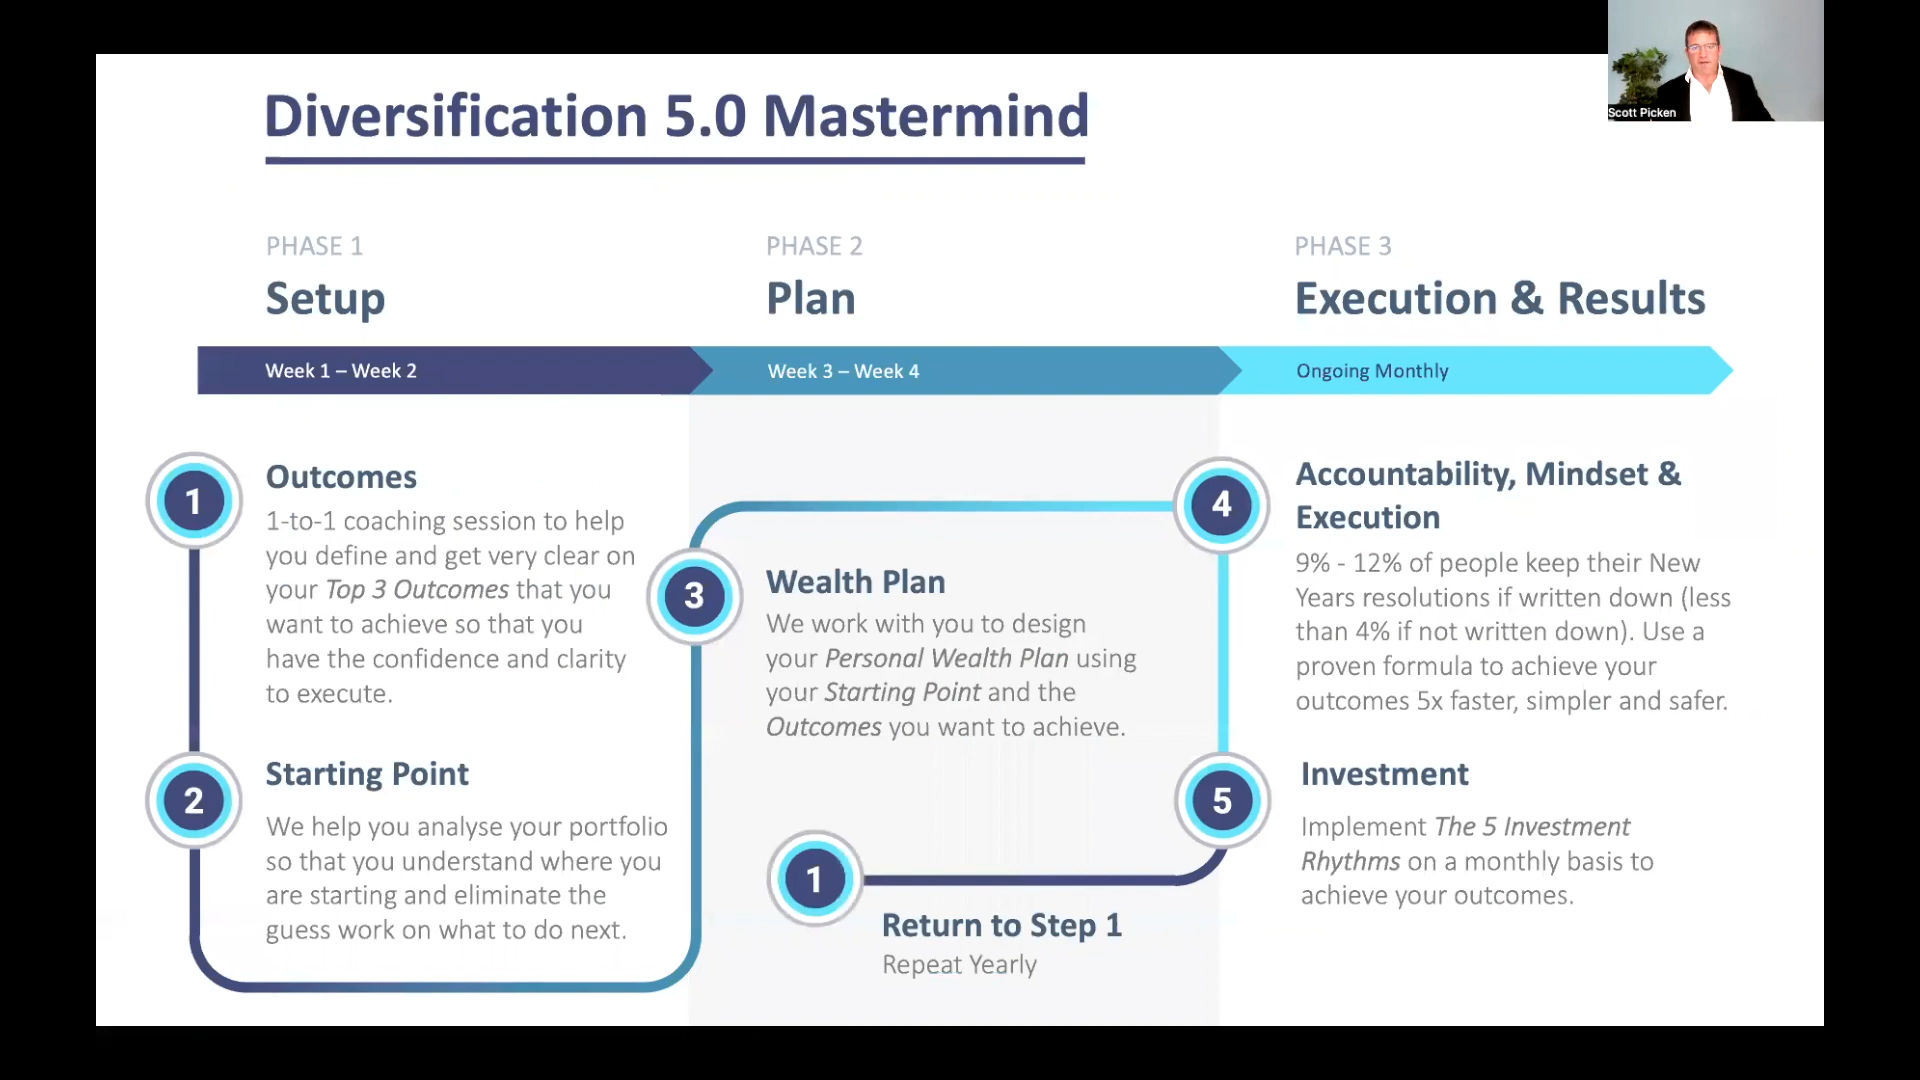 Scott Picken
Diversification 5.0 Mastermind
PHASE 1
Setup
PHASE 2
Plan
PHASE 3
Execution & Results
Week 1 – Week 2
Week 3 – Week 4
Ongoing Monthly
1
Outcomes
1-to-1 coaching session to help
you define and get very clear on
your Top 3 Outcomes that you
want to achieve so that you
have the confidence and clarity
to execute.
2
Starting Point
We help you analyse your portfolio
so that you understand where you
are starting and eliminate the
guess work on what to do next.
3
Wealth Plan
We work with you to design
your Personal Wealth Plan using
your Starting Point and the
Outcomes you want to achieve.
4
Accountability, Mindset &
Execution
9% - 12% of people keep their New
Years resolutions if written down (less
than 4% if not written down). Use a
proven formula to achieve your
outcomes 5x faster, simpler and safer.
5
Investment
Implement The 5 Investment
Rhythms on a monthly basis to
achieve your outcomes.
1
Return to Step 1
Repeat Yearly